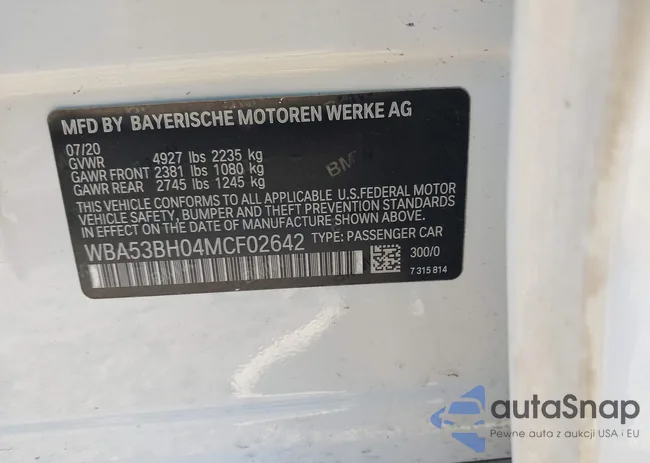 MFD BY BAYERISCHE MOTOREN WERKE AG
07/20
GVWR 4927 lbs 2235 kg
GAWR FRONT 2381 lbs 1080 kg
GAWR REAR 2745 lbs 1245 kg
BM
THIS VEHICLE CONFORMS TO ALL APPLICABLE U.S.FEDERAL MOTOR
VEHICLE SAFETY, BUMPER AND THEFT PREVENTION STANDARDS
IN EFFECT ON THE DATE OF MANUFACTURE SHOWN ABOVE.
WBA53BH04MCF02642 TYPE: PASSENGER CAR
300/0
7 315 814
autaSnap
Pewne auta z aukcji USA i EU